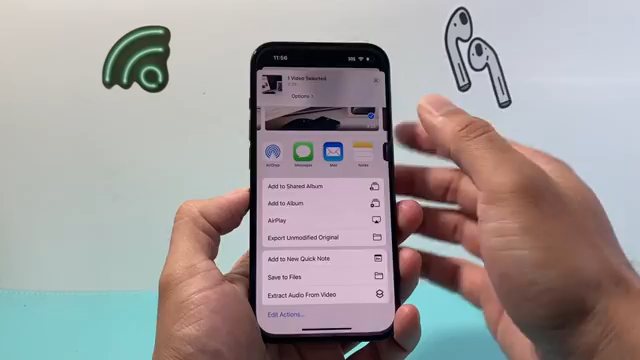 11:56
1 Video Selected
Options >
AirDrop
Messages
Mail
Notes
Add to Shared Album
Add to Album
AirPlay
Export Unmodified Original
Add to New Quick Note
Save to Files
Extract Audio From Video
Edit Actions...